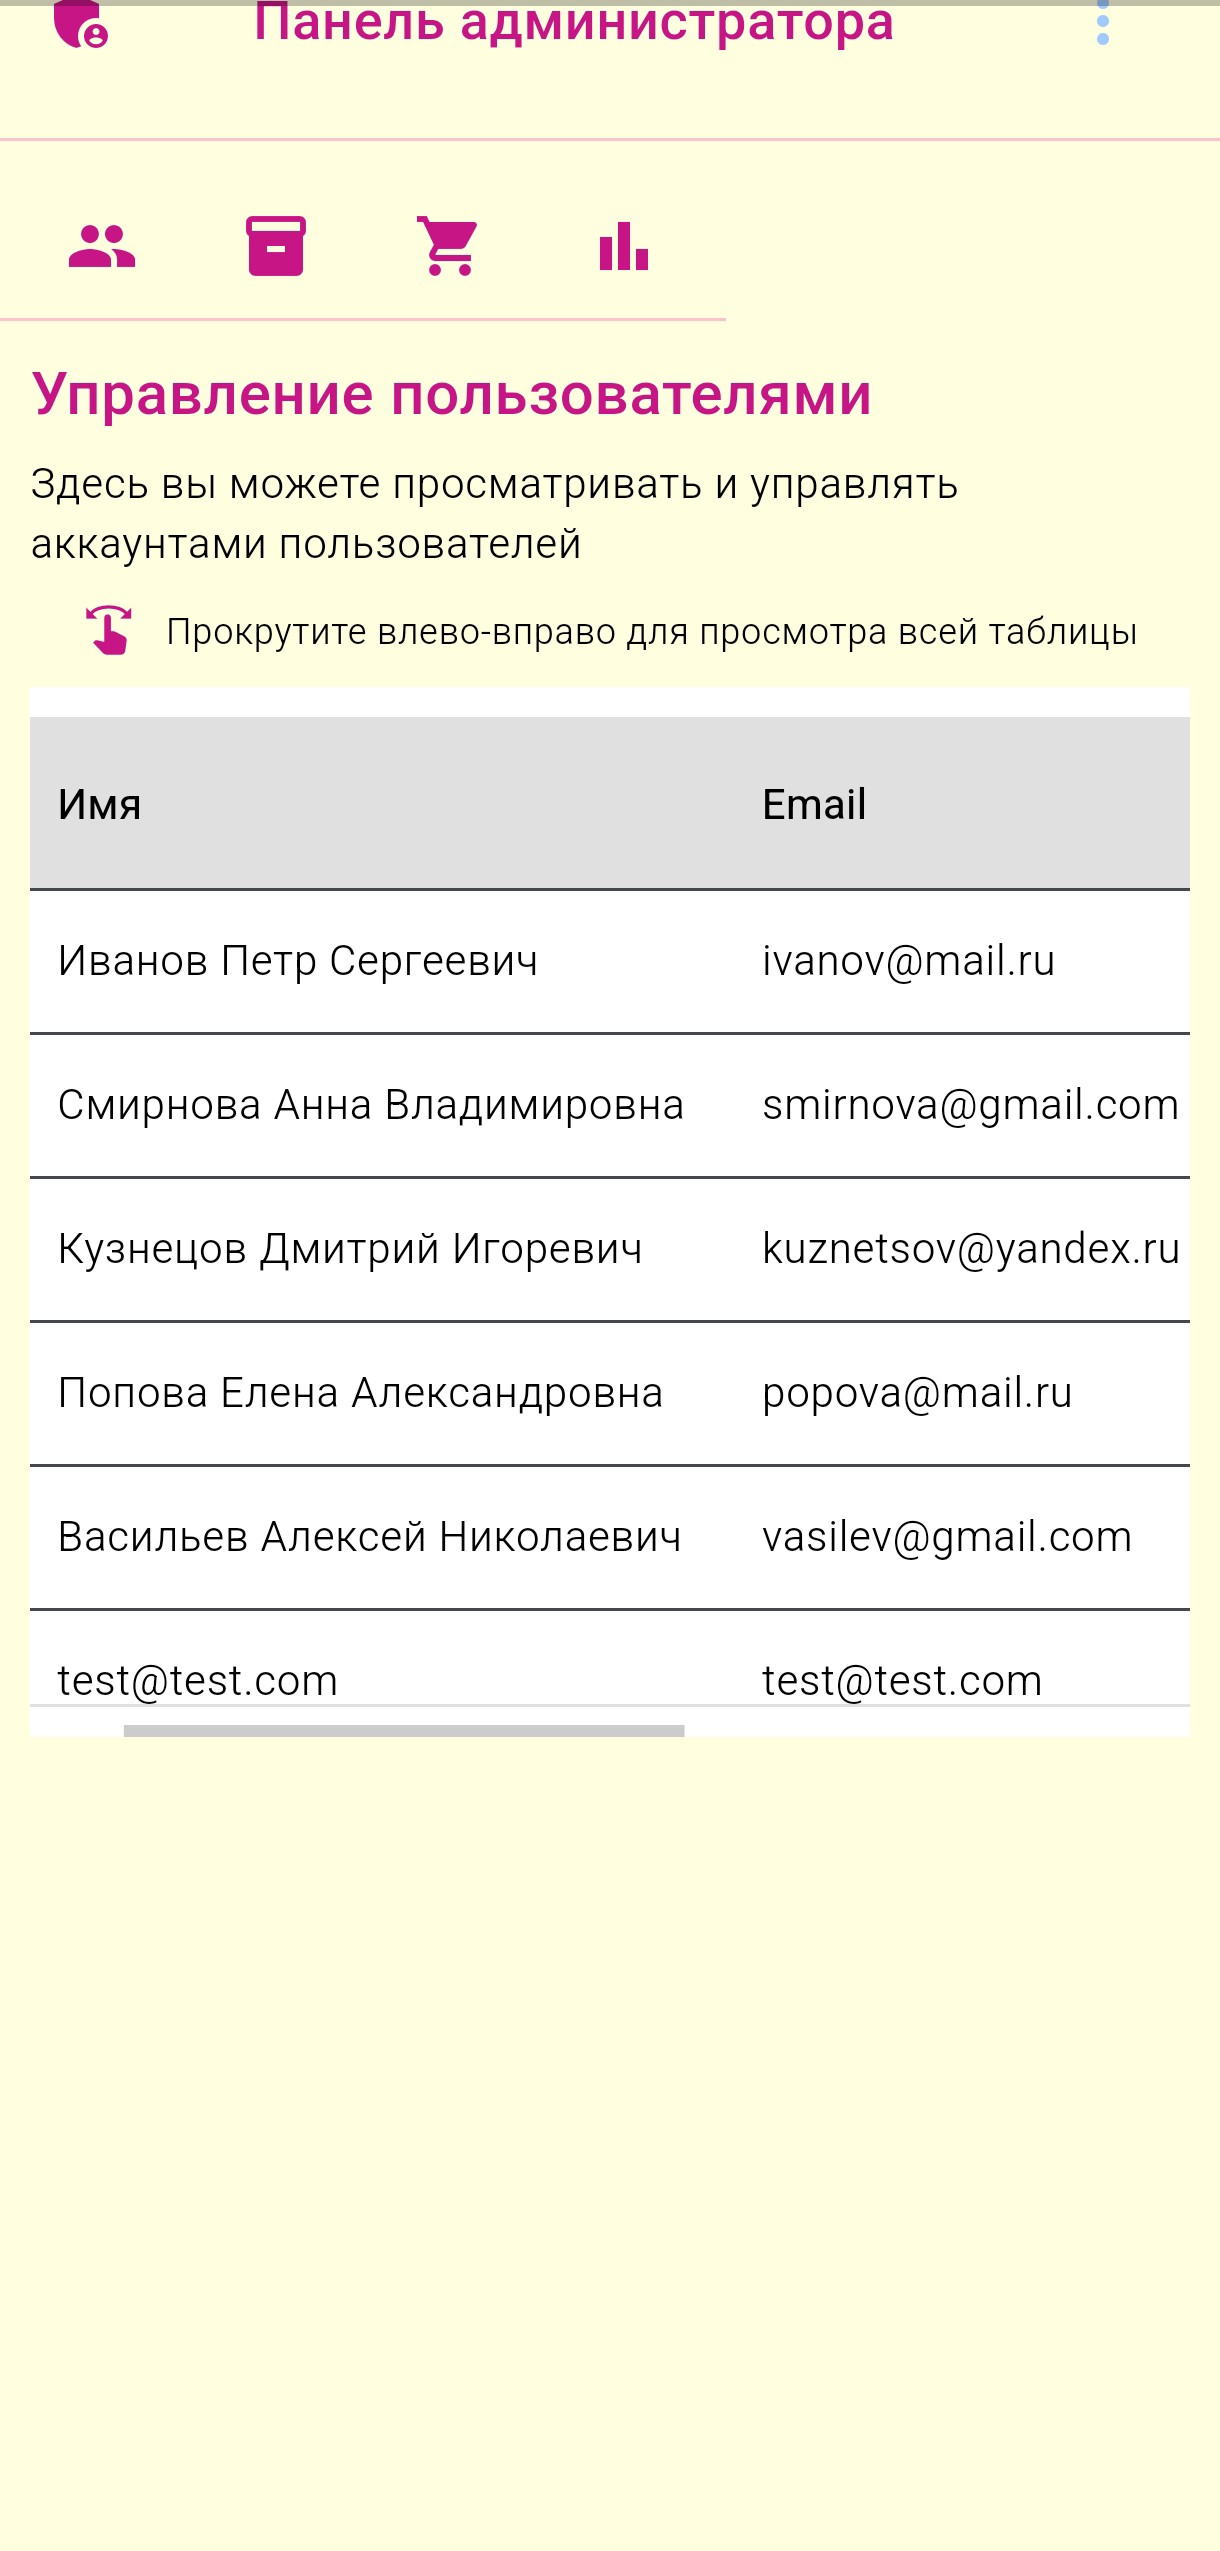 Панель администратора
Управление пользователями
Здесь вы можете просматривать и управлять
аккаунтами пользователей
Прокрутите влево-вправо для просмотра всей таблицы
Имя Email
Иванов Петр Сергеевич ivanov@mail.ru
Смирнова Анна Владимировна smirnova@gmail.com
Кузнецов Дмитрий Игоревич kuznetsov@yandex.ru
Попова Елена Александровна popova@mail.ru
Васильев Алексей Николаевич vasilev@gmail.com
test@test.com test@test.com